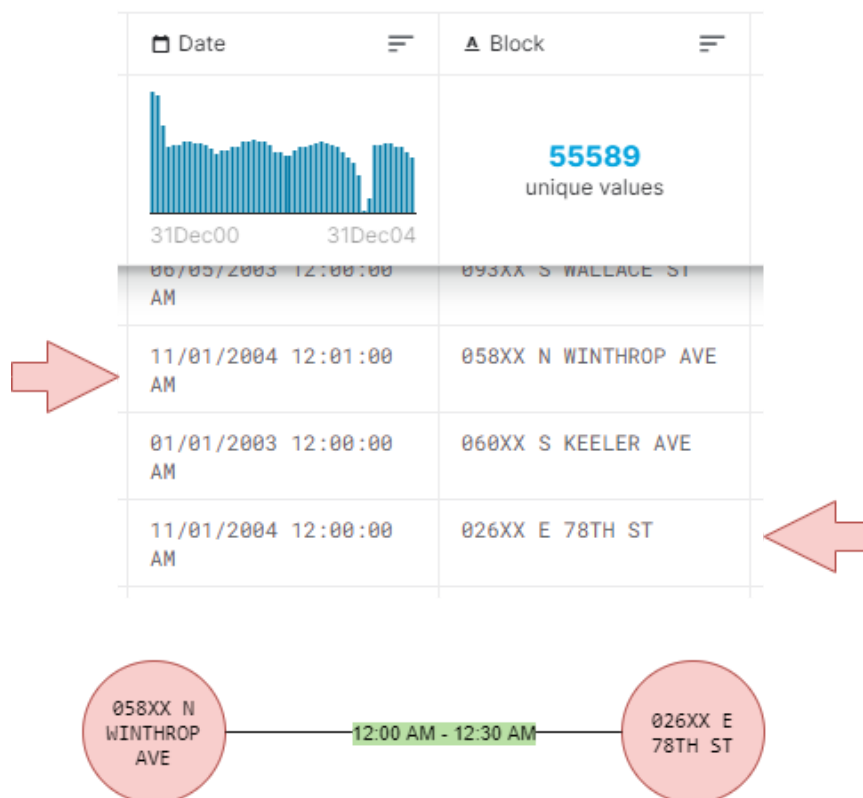 Date
Block
55589
unique values
31Dec00 31Dec04
06/05/2003 12:00:00
AM
093XX S WALLACE ST
11/01/2004 12:01:00
AM
058XX N WINTHROP AVE
01/01/2003 12:00:00
AM
060XX S KEELER AVE
11/01/2004 12:00:00
AM
026XX E 78TH ST
058XX N
WINTHROP
AVE
12:00 AM - 12:30 AM
026XX E
78TH ST